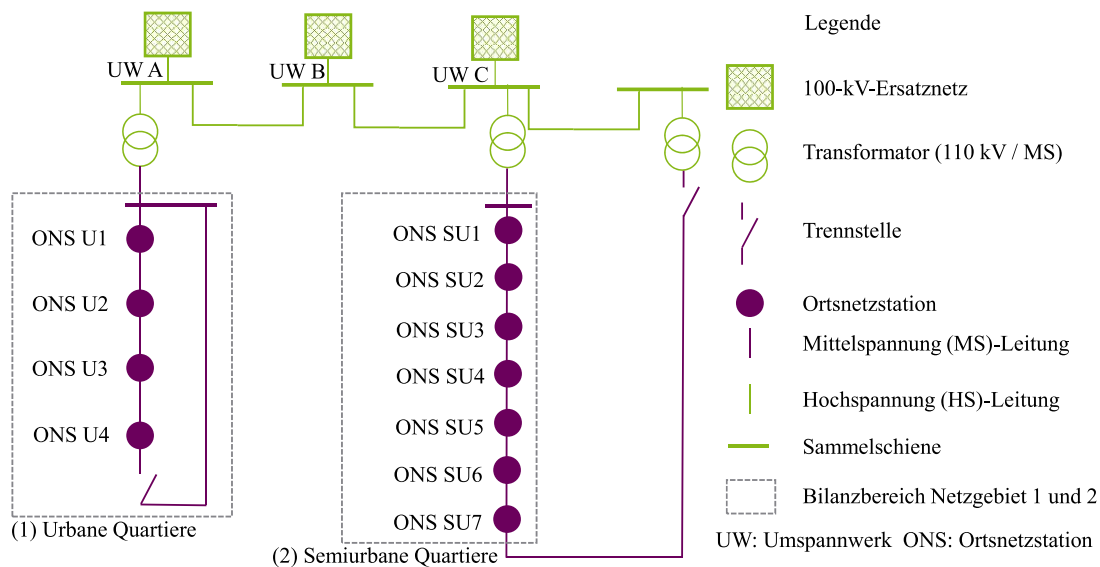 UW A
UW B
UW C
ONS U1
ONS U2
ONS U3
ONS U4
(1) Urbane Quartiere
ONS SU1
ONS SU2
ONS SU3
ONS SU4
ONS SU5
ONS SU6
ONS SU7
(2) Semiurbane Quartiere
Legende
100-kV-Ersatznetz
Transformator (110 kV / MS)
Trennstelle
Ortsnetzstation
Mittelspannung (MS)-Leitung
Hochspannung (HS)-Leitung
Sammelschiene
Bilanzbereich Netzgebiet 1 und 2
UW: Umspannwerk ONS: Ortsnetzstation